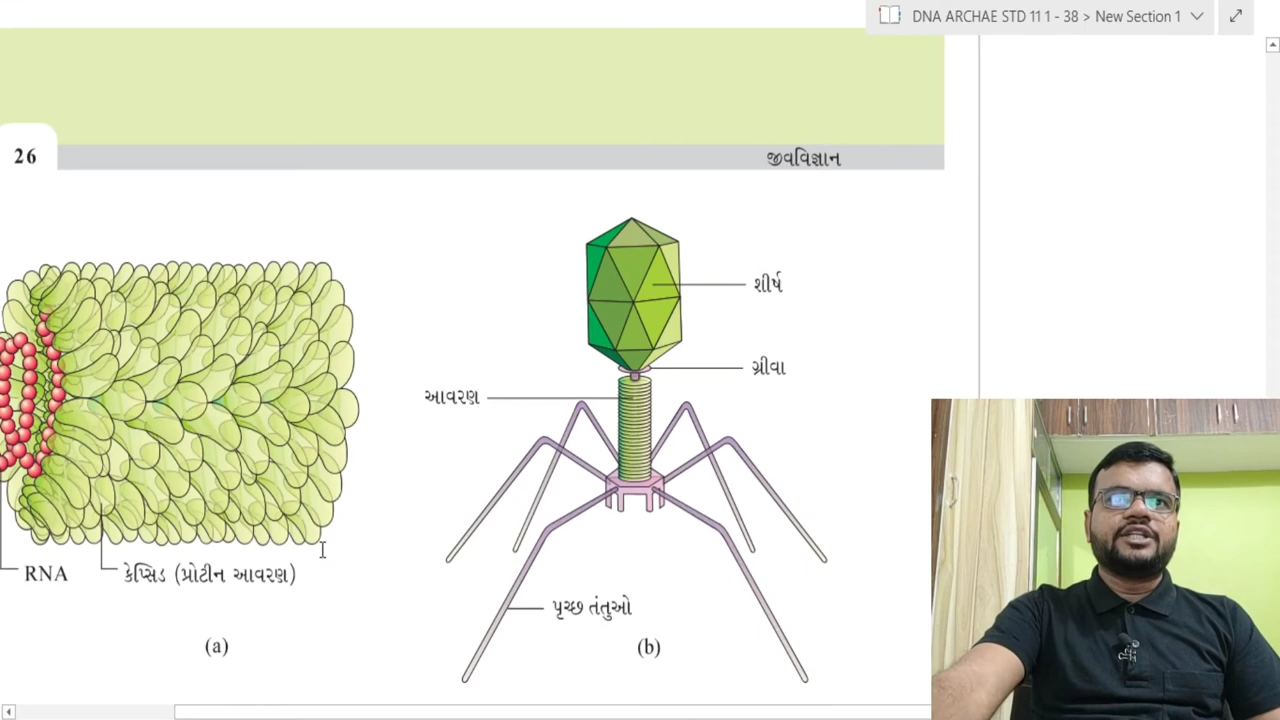 DNA ARCHAE STD 11 1 - 38 > New Section 1
26
જીવવિજ્ઞાન
શીર્ષ
ગ્રીવા
આવરણ
RNA
કેપ્સિડ (પ્રોટીન આવરણ)
પૃચ્છ તંતુઓ
(a)
(b)